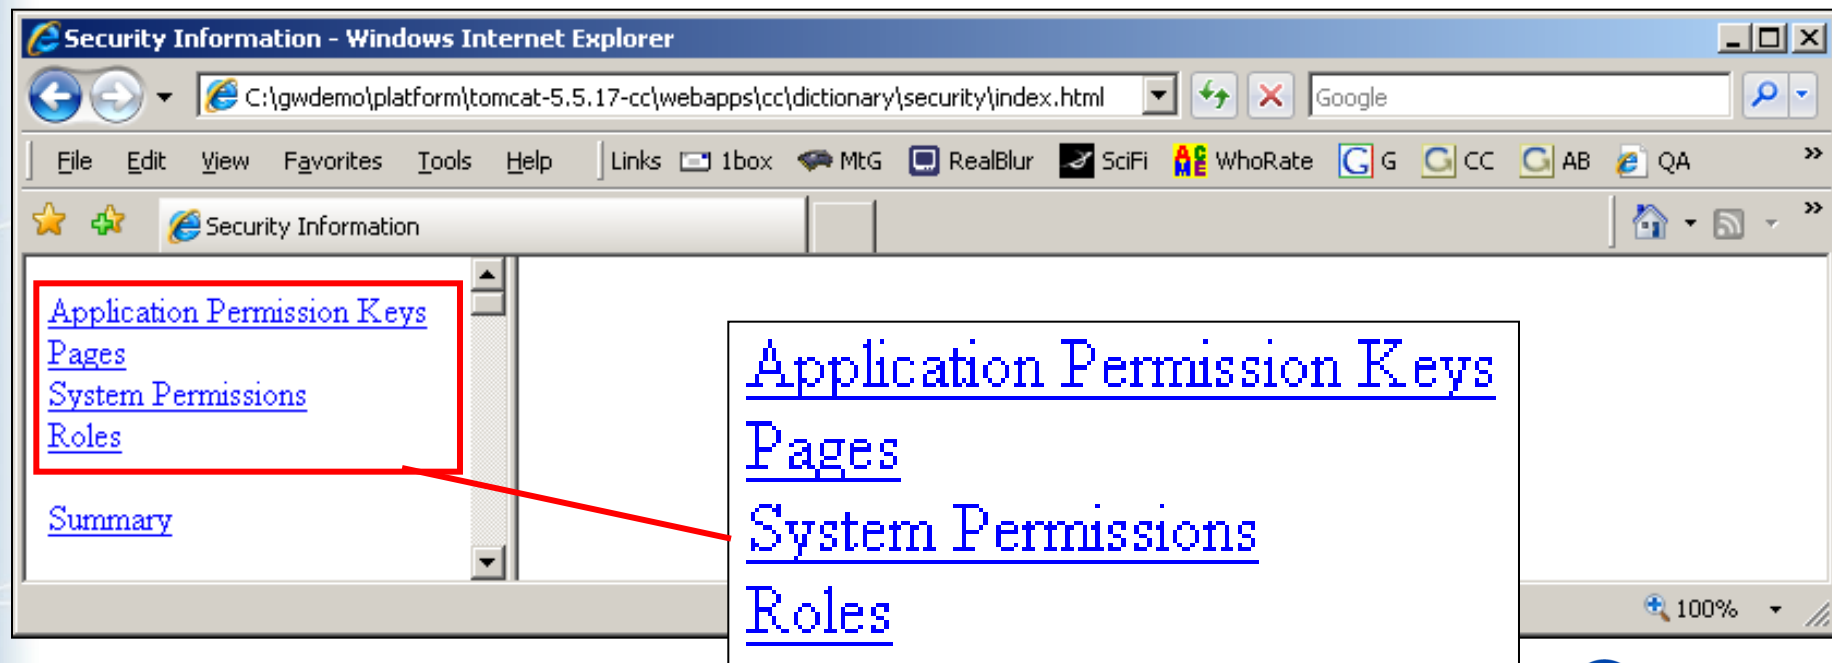 Security Information - Windows Internet Explorer
C:\gwdemo\platform\tomcat-5.5.17-cc\webapps\cc\dictionary\security\index.html Google
File Edit View Favorites Tools Help Links 1box MtG RealBlur SciFi ACME WhoRate G G G CC G AB QA »
Security Information »
Application Permission Keys
Pages
System Permissions
Roles
Summary
Application Permission Keys
Pages
System Permissions
Roles
100%